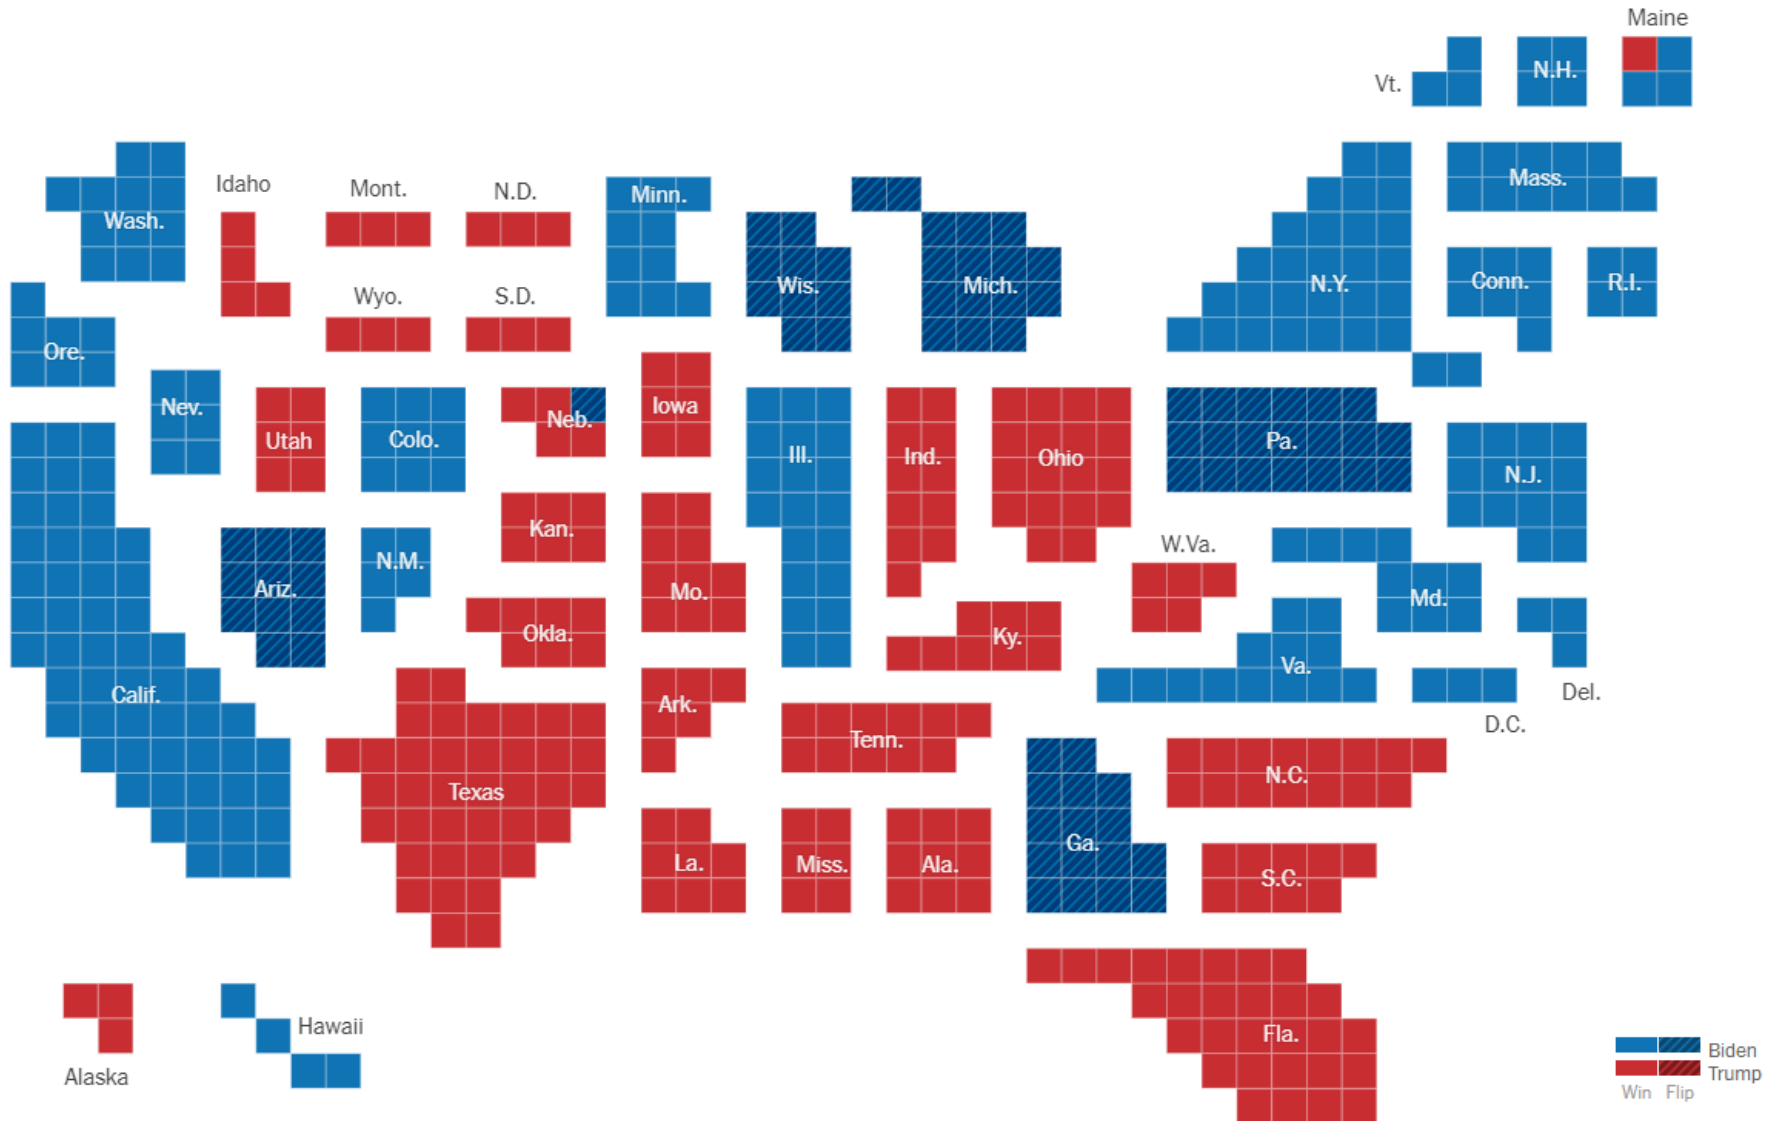 Maine
Vt.
N.H.
Mass.
Idaho
Mont.
N.D.
Minn.
Wash.
Wis.
Mich.
N.Y.
Conn.
R.I.
Wyo.
S.D.
Ore.
Nev.
Utah
Colo.
Neb.
Iowa
Ill.
Ind.
Ohio
Pa.
N.J.
Kan.
W.Va.
Ariz.
N.M.
Mo.
Md.
Okla.
Ky.
Va.
Calif.
Ark.
Del.
D.C.
Tenn.
Texas
N.C.
La.
Miss.
Ala.
Ga.
S.C.
Hawaii
Fla.
Alaska
Biden
Trump
Win Flip